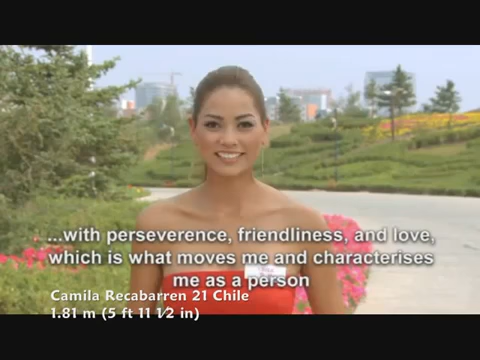 ...with perseverence, friendliness, and love,
which is what moves me and characterises
me as a person
Camila Recabarren 21 Chile
1.81 m (5 ft 11 1⁄2 in)